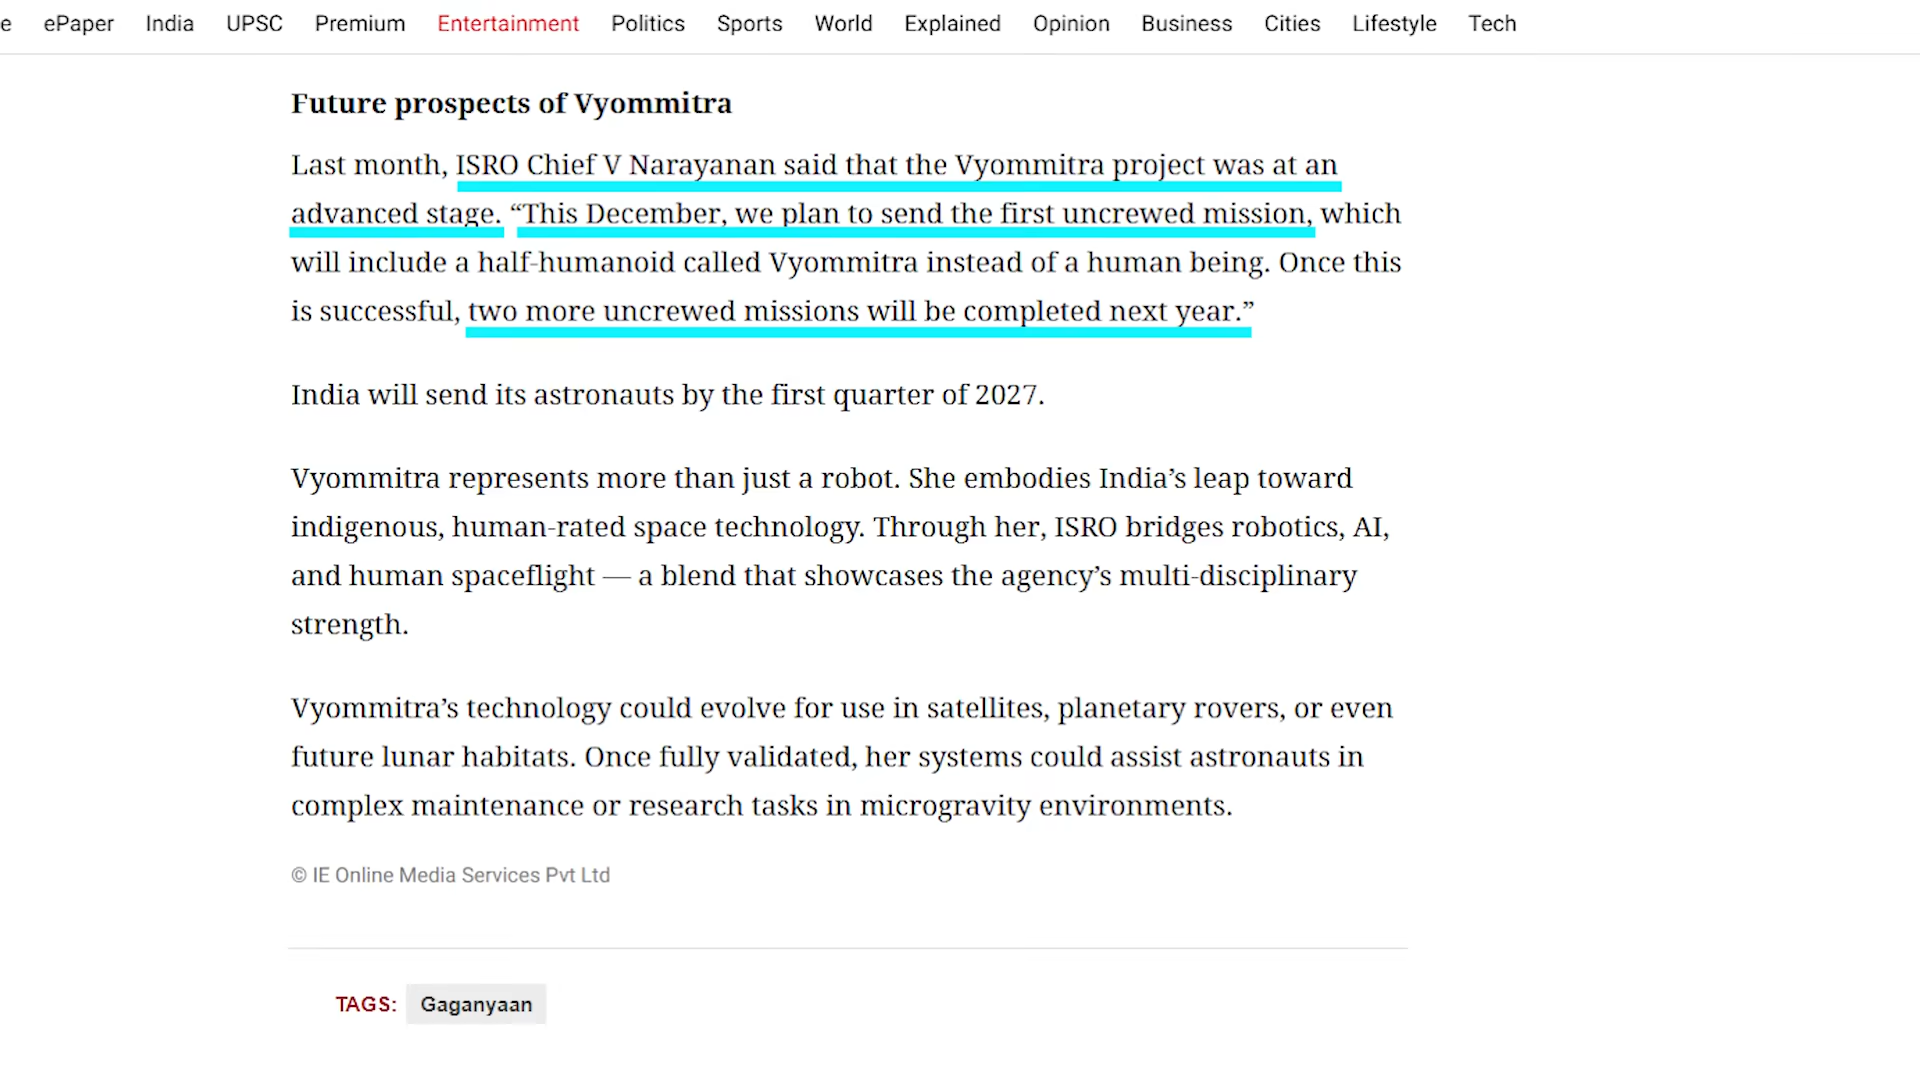 e ePaper India UPSC Premium Entertainment Politics Sports World Explained Opinion Business Cities Lifestyle Tech
Future prospects of Vyommitra
Last month, ISRO Chief V Narayanan said that the Vyommitra project was at an
advanced stage. “This December, we plan to send the first uncrewed mission, which
will include a half-humanoid called Vyommitra instead of a human being. Once this
is successful, two more uncrewed missions will be completed next year.”
India will send its astronauts by the first quarter of 2027.
Vyommitra represents more than just a robot. She embodies India’s leap toward
indigenous, human-rated space technology. Through her, ISRO bridges robotics, AI,
and human spaceflight — a blend that showcases the agency’s multi-disciplinary
strength.
Vyommitra’s technology could evolve for use in satellites, planetary rovers, or even
future lunar habitats. Once fully validated, her systems could assist astronauts in
complex maintenance or research tasks in microgravity environments.
© IE Online Media Services Pvt Ltd
TAGS: Gaganyaan